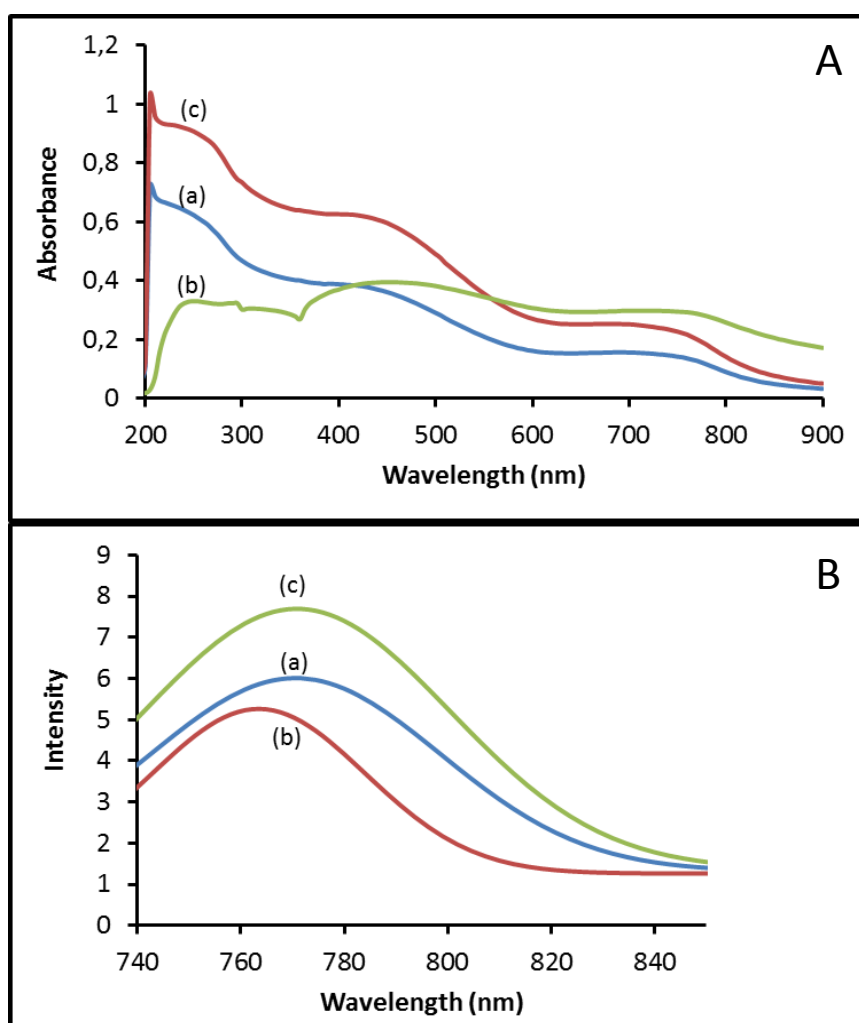 A
1,2
1
0,8
0,6
0,4
0,2
0
Absorbance
(c)
(a)
(b)
200 300 400 500 600 700 800 900
Wavelength (nm)
B
9
8
7
6
5
4
3
2
1
0
Intensity
(c)
(a)
(b)
740 760 780 800 820 840
Wavelength (nm)